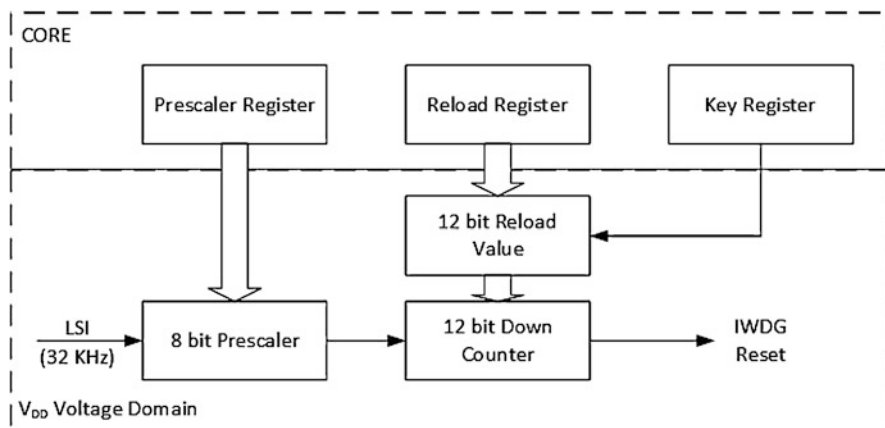 CORE
Prescaler Register
Reload Register
Key Register
12 bit Reload
Value
LSI
(32 KHz)
8 bit Prescaler
12 bit Down
Counter
IWDG
Reset
V_DD Voltage Domain